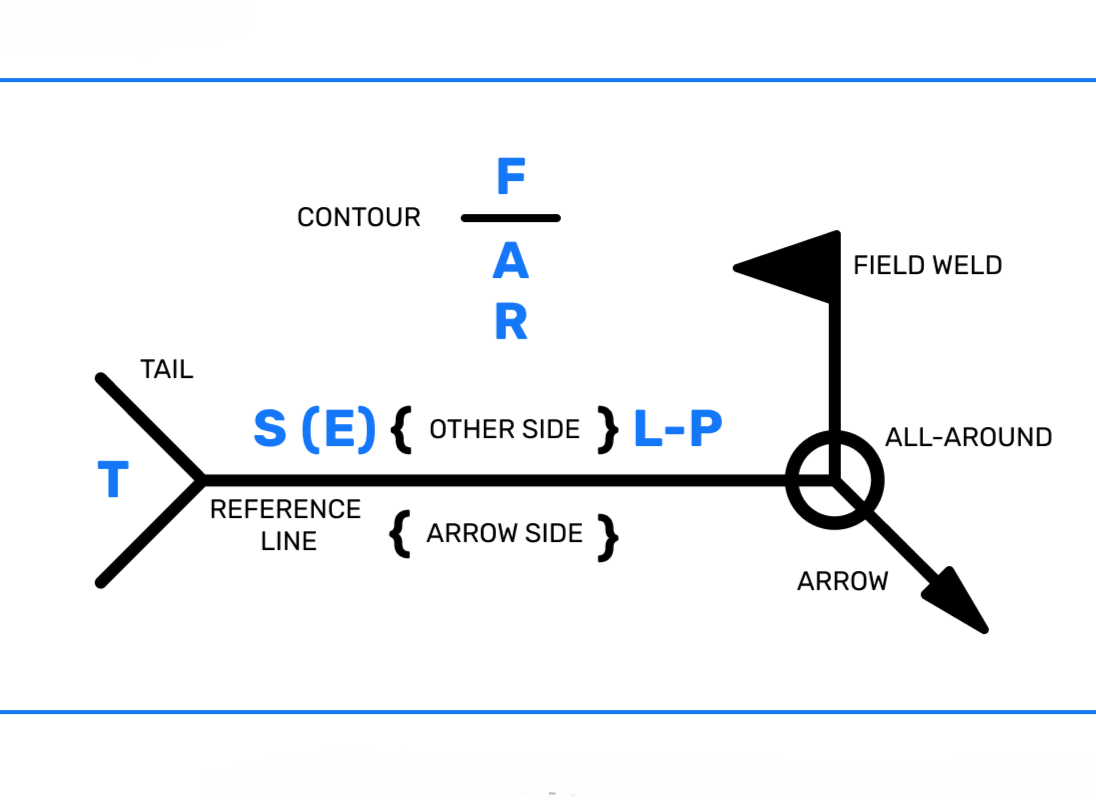 F
CONTOUR
A
R
FIELD WELD
TAIL
S (E) { OTHER SIDE } L-P
ALL-AROUND
T
REFERENCE
LINE
{ ARROW SIDE }
ARROW